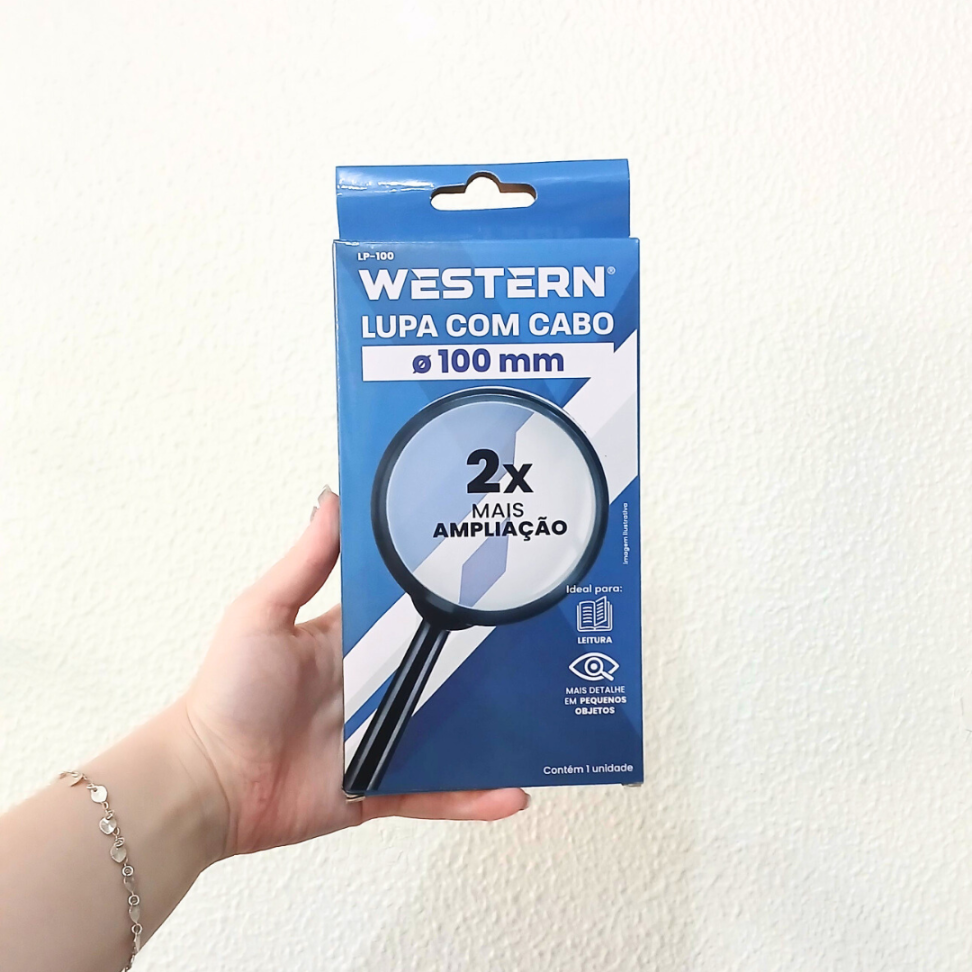 LP-100
WESTERN®
LUPA COM CABO
ø 100 mm
2x
MAIS
AMPLIAÇÃO
Imagem Ilustrativa
Ideal para:
LEITURA
MAIS DETALHE
EM PEQUENOS
OBJETOS
Contém 1 unidade